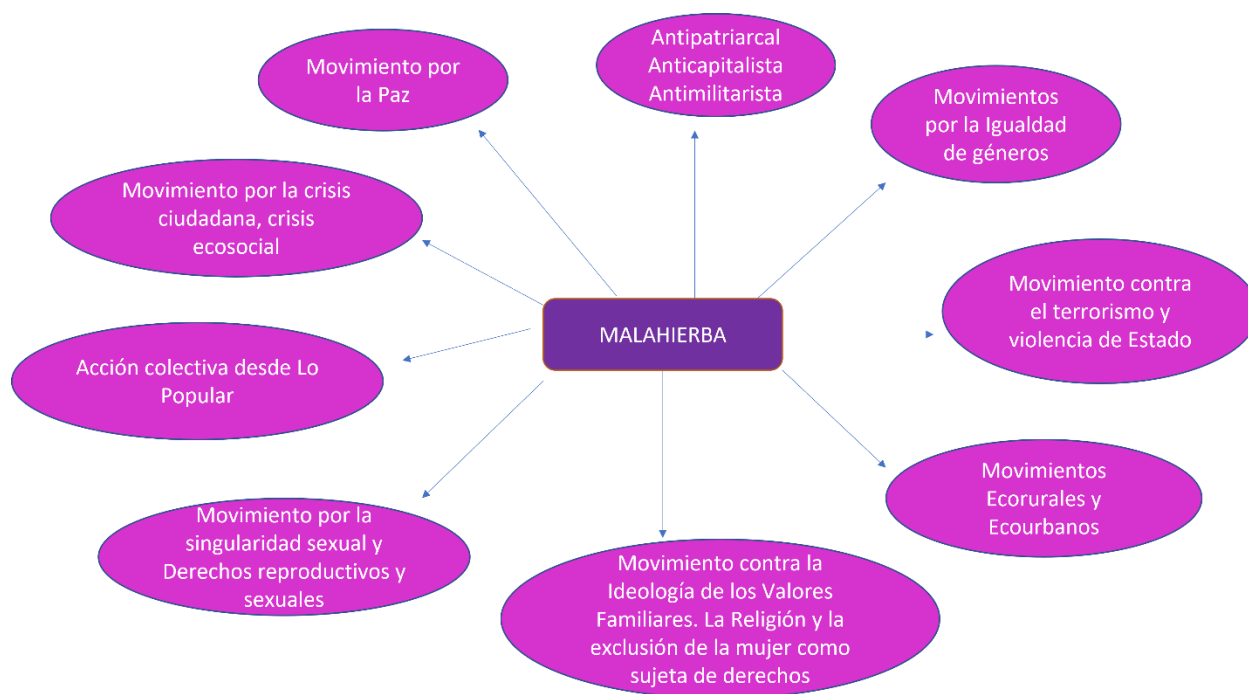 Antipatriarcal
Anticapitalista
Antimilitarista
Movimiento por
la Paz
Movimientos
por la Igualdad
de géneros
Movimiento por la crisis
ciudadana, crisis
ecosocial
Movimiento contra
el terrorismo y
violencia de Estado
MALAHIERBA
Acción colectiva desde Lo
Popular
Movimientos
Ecorurales y
Ecourbanos
Movimiento por la
singularidad sexual y
Derechos reproductivos y
sexuales
Movimiento contra la
Ideología de los Valores
Familiares. La Religión y la
exclusión de la mujer como
sujeta de derechos